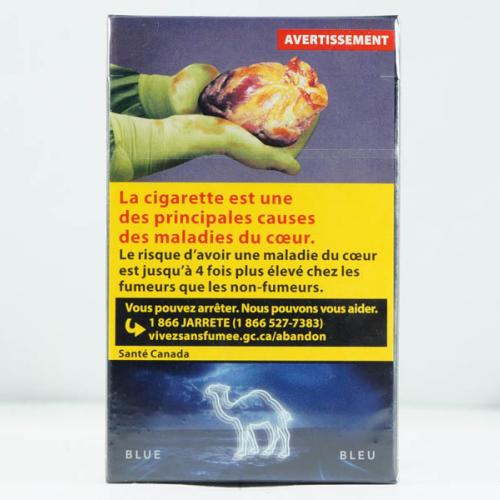 AVERTISSEMENT
La cigarette est une
des principales causes
des maladies du cœur.
Le risque d'avoir une maladie du cœur
est jusqu'à 4 fois plus élevé chez les
fumeurs que les non-fumeurs.
Vous pouvez arrêter. Nous pouvons vous aider.
1 866 JARRETE (1 866 527-7383)
vivezsansfumee.gc.ca/abandon
Santé Canada
BLUE BLEU